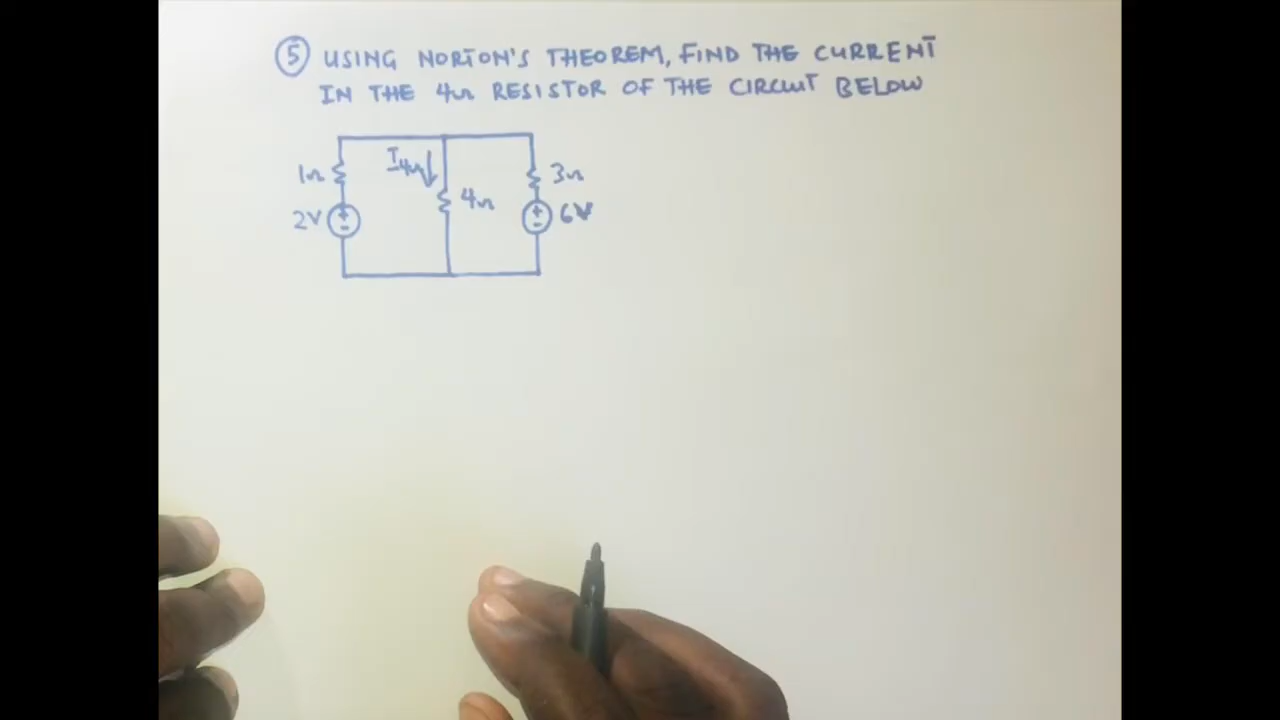 ⑤ USING NORTON'S THEOREM, FIND THE CURRENT
IN THE 4Ω RESISTOR OF THE CIRCUIT BELOW
1Ω
I4Ω
4Ω
3Ω
2V
+
-
+
-
6V